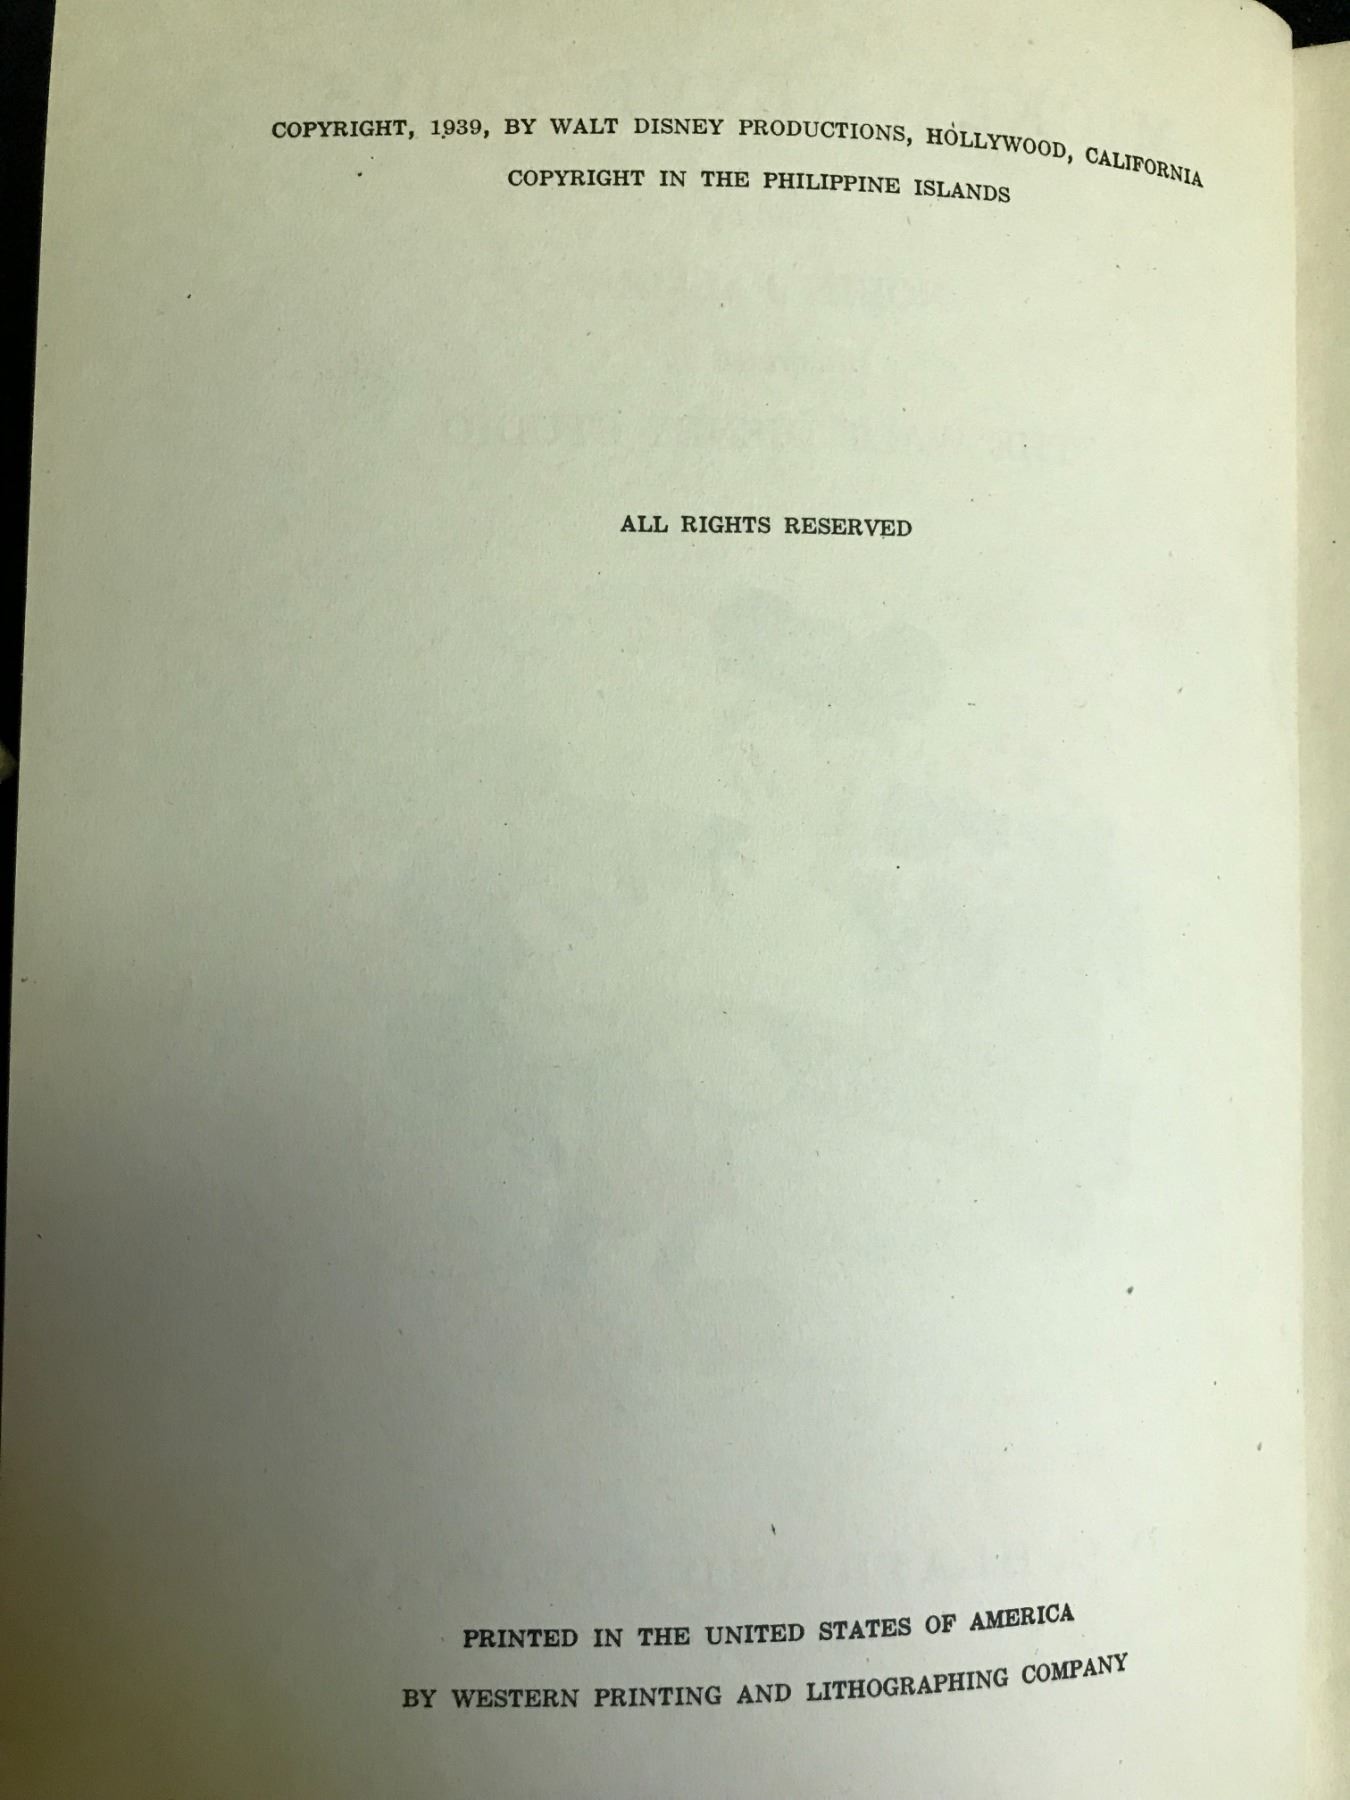 COPYRIGHT, 1939, BY WALT DISNEY PRODUCTIONS, HOLLYWOOD, CALIFORNIA
COPYRIGHT IN THE PHILIPPINE ISLANDS
ALL RIGHTS RESERVED
PRINTED IN THE UNITED STATES OF AMERICA
BY WESTERN PRINTING AND LITHOGRAPHING COMPANY